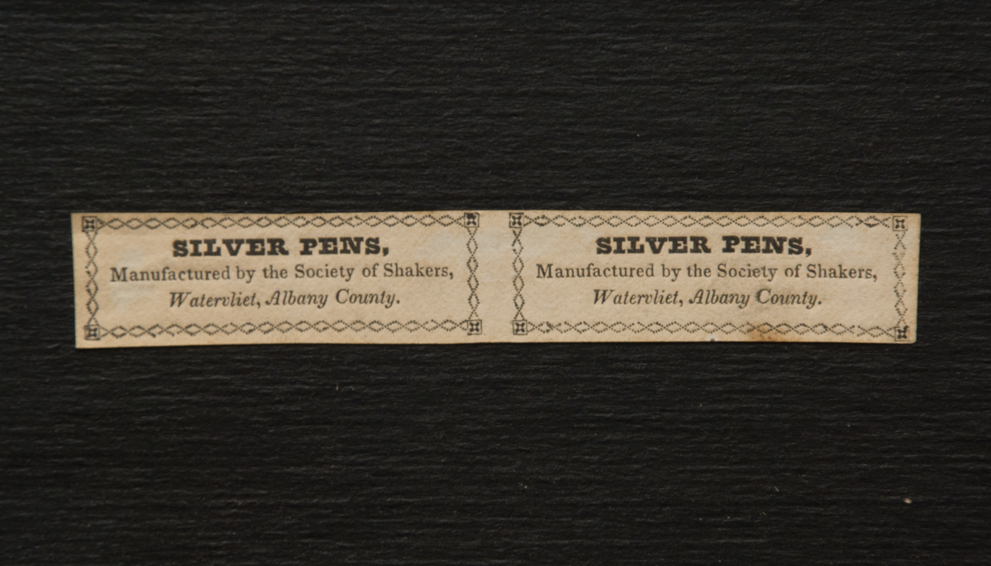 SILVER PENS,
Manufactured by the Society of Shakers,
Watervliet, Albany County.
SILVER PENS,
Manufactured by the Society of Shakers,
Watervliet, Albany County.